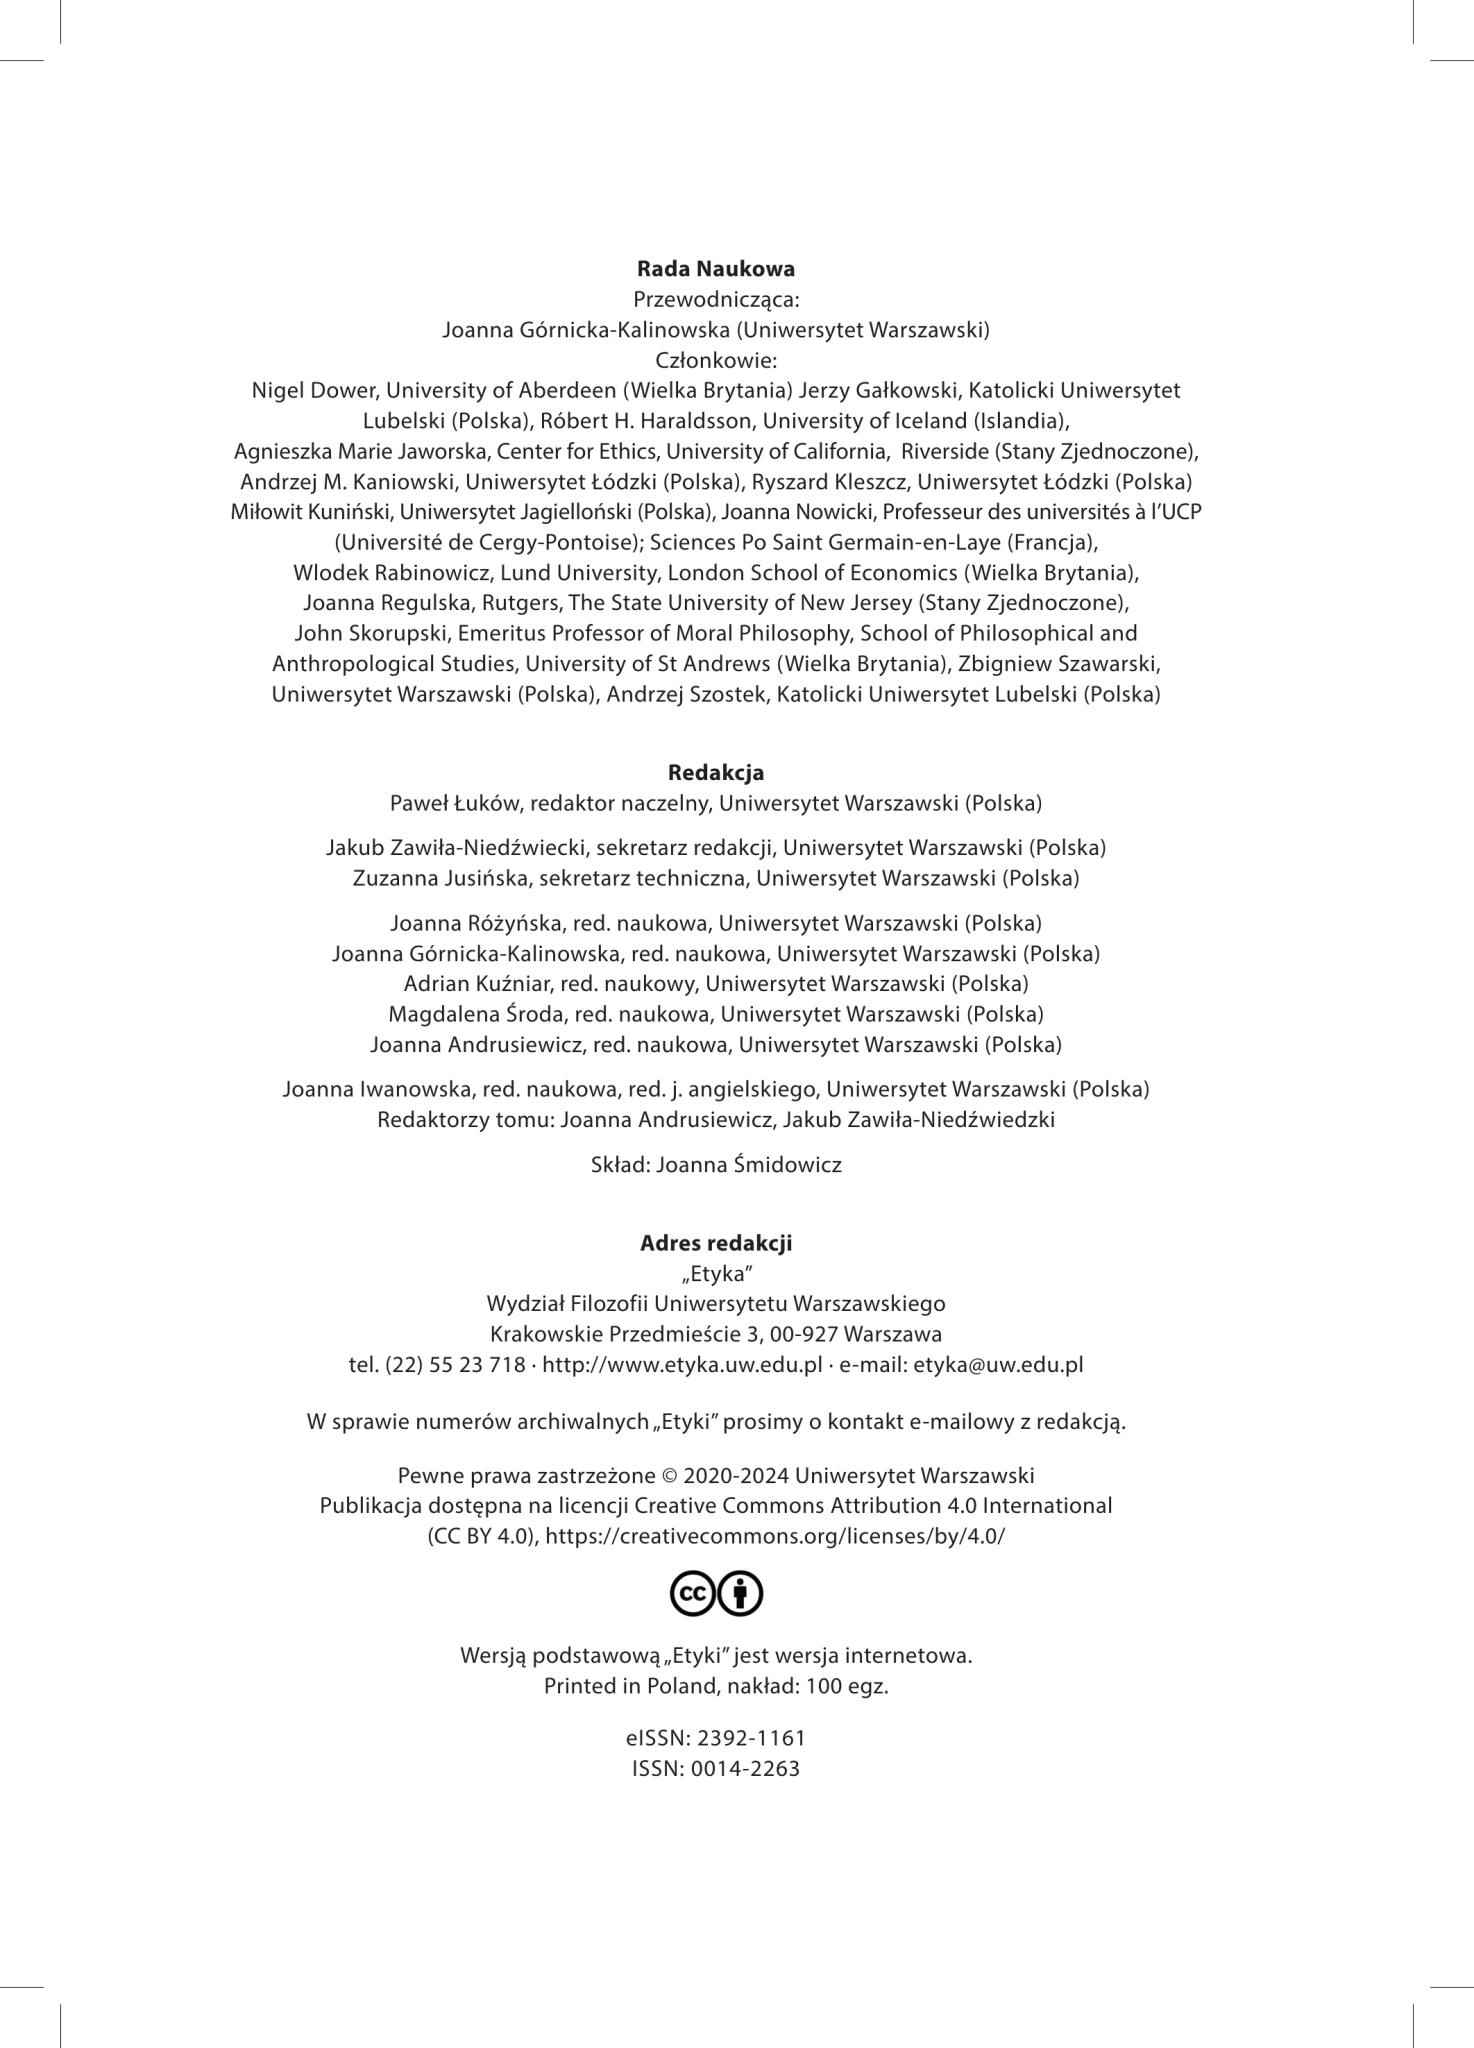 Rada Naukowa
Przewodnicząca:
Joanna Górnicka-Kalinowska (Uniwersytet Warszawski)
Członkowie:
Nigel Dower, University of Aberdeen (Wielka Brytania) Jerzy Gałkowski, Katolicki Uniwersytet
Lubelski (Polska), Róbert H. Haraldsson, University of Iceland (Islandia),
Agnieszka Marie Jaworska, Center for Ethics, University of California, Riverside (Stany Zjednoczone),
Andrzej M. Kaniowski, Uniwersytet Łódzki (Polska), Ryszard Kleszcz, Uniwersytet Łódzki (Polska)
Miłowit Kuniński, Uniwersytet Jagielloński (Polska), Joanna Nowicki, Professeur des universités à l’UCP
(Université de Cergy-Pontoise); Sciences Po Saint Germain-en-Laye (Francja),
Wlodek Rabinowicz, Lund University, London School of Economics (Wielka Brytania),
Joanna Regulska, Rutgers, The State University of New Jersey (Stany Zjednoczone),
John Skorupski, Emeritus Professor of Moral Philosophy, School of Philosophical and
Anthropological Studies, University of St Andrews (Wielka Brytania), Zbigniew Szawarski,
Uniwersytet Warszawski (Polska), Andrzej Szostek, Katolicki Uniwersytet Lubelski (Polska)
Redakcja
Paweł Łuków, redaktor naczelny, Uniwersytet Warszawski (Polska)
Jakub Zawiła-Niedźwiecki, sekretarz redakcji, Uniwersytet Warszawski (Polska)
Zuzanna Jusińska, sekretarz techniczna, Uniwersytet Warszawski (Polska)
Joanna Różyńska, red. naukowa, Uniwersytet Warszawski (Polska)
Joanna Górnicka-Kalinowska, red. naukowa, Uniwersytet Warszawski (Polska)
Adrian Kuźniar, red. naukowy, Uniwersytet Warszawski (Polska)
Magdalena Środa, red. naukowa, Uniwersytet Warszawski (Polska)
Joanna Andrusiewicz, red. naukowa, Uniwersytet Warszawski (Polska)
Joanna Iwanowska, red. naukowa, red. j. angielskiego, Uniwersytet Warszawski (Polska)
Redaktorzy tomu: Joanna Andrusiewicz, Jakub Zawiła-Niedźwiedzki
Skład: Joanna Śmidowicz
Adres redakcji
„Etyka”
Wydział Filozofii Uniwersytetu Warszawskiego
Krakowskie Przedmieście 3, 00-927 Warszawa
tel. (22) 55 23 718 · http://www.etyka.uw.edu.pl · e-mail: etyka@uw.edu.pl
W sprawie numerów archiwalnych „Etyki” prosimy o kontakt e-mailowy z redakcją.
Pewne prawa zastrzeżone © 2020-2024 Uniwersytet Warszawski
Publikacja dostępna na licencji Creative Commons Attribution 4.0 International
(CC BY 4.0), https://creativecommons.org/licenses/by/4.0/
cc
Wersją podstawową „Etyki” jest wersja internetowa.
Printed in Poland, nakład: 100 egz.
eISSN: 2392-1161
ISSN: 0014-2263